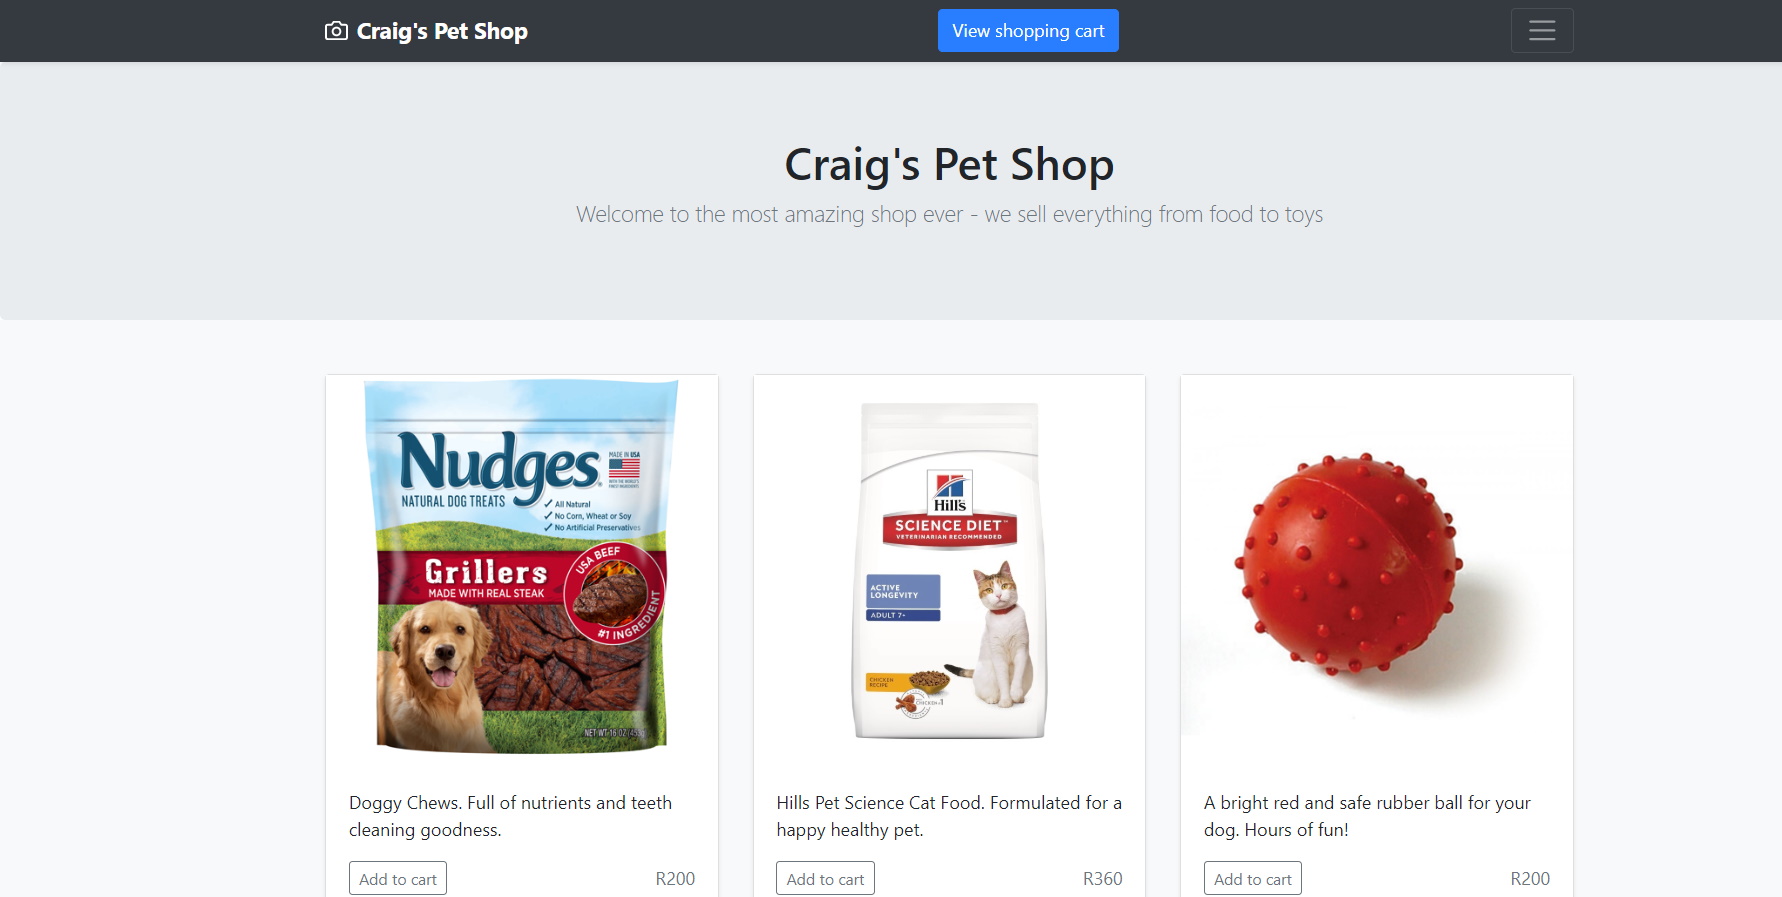 Craig's Pet Shop
View shopping cart
Craig's Pet Shop
Welcome to the most amazing shop ever - we sell everything from food to toys
Nudges
MADE IN USA
WITH THE WORLD'S
FINEST INGREDIENTS
NATURAL DOG TREATS
All Natural
No Corn, Wheat or Soy
No Artificial Preservatives
Grillers
MADE WITH REAL STEAK
USA BEEF
#1 INGREDIENT
NET WT 16 OZ
Hill's
SCIENCE DIET
VETERINARIAN RECOMMENDED
ACTIVE
LONGEVITY
ADULT 7+
CHICKEN
RECIPE
Doggy Chews. Full of nutrients and teeth
cleaning goodness.
Add to cart
R200
Hills Pet Science Cat Food. Formulated for a
happy healthy pet.
Add to cart
R360
A bright red and safe rubber ball for your
dog. Hours of fun!
Add to cart
R200